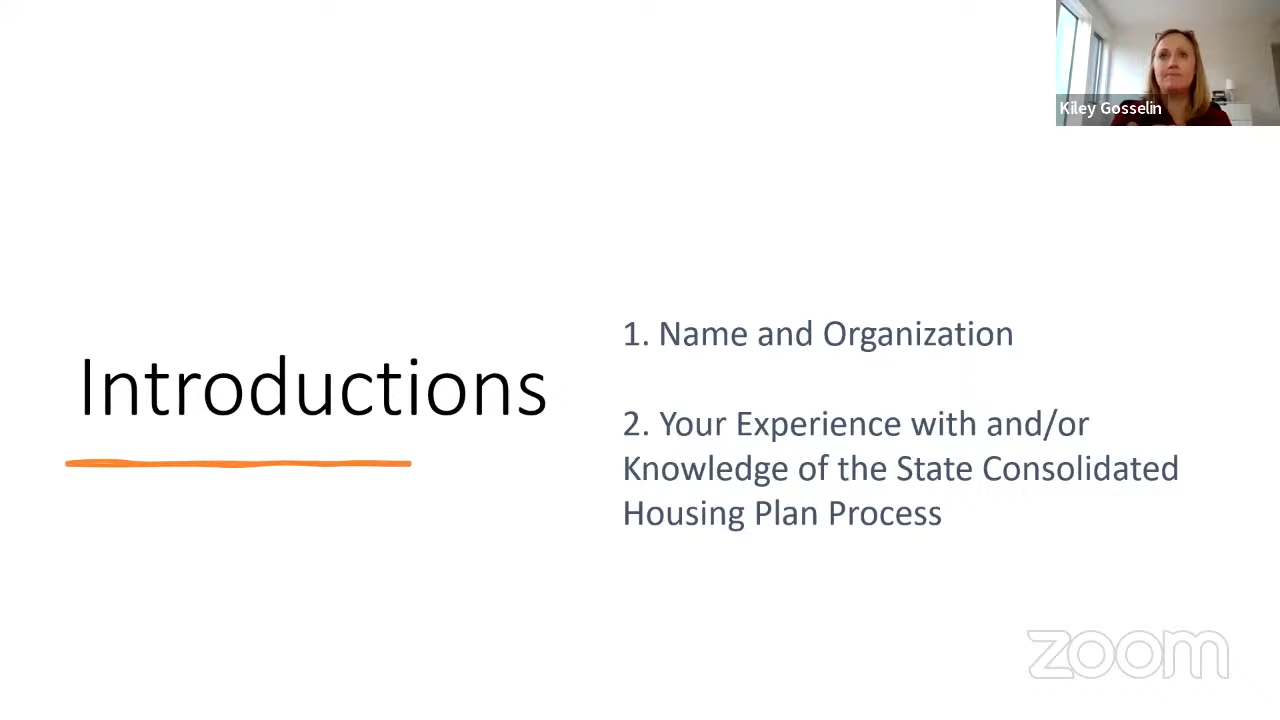 Kiley Gosselin
Introductions
1. Name and Organization
2. Your Experience with and/or
Knowledge of the State Consolidated
Housing Plan Process
zoom